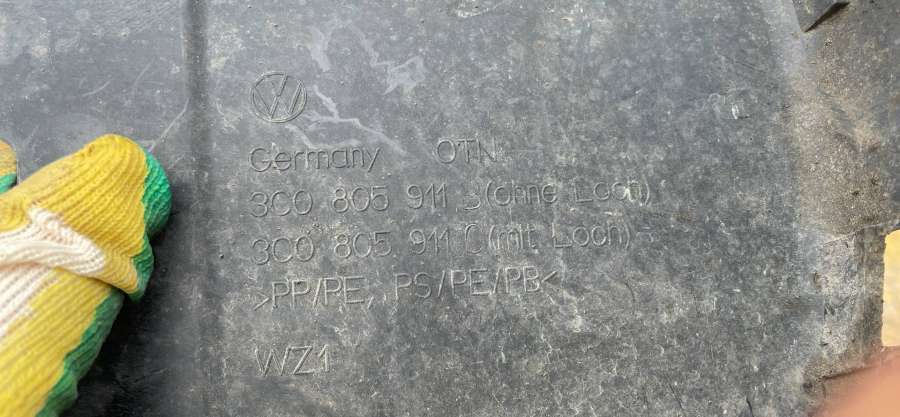 Germany OTN
3C0 805 911 B(ohne Loch)
3C0 805 911 C(mit Loch)
>PP/PE, PS/PE/PB<
WZ1